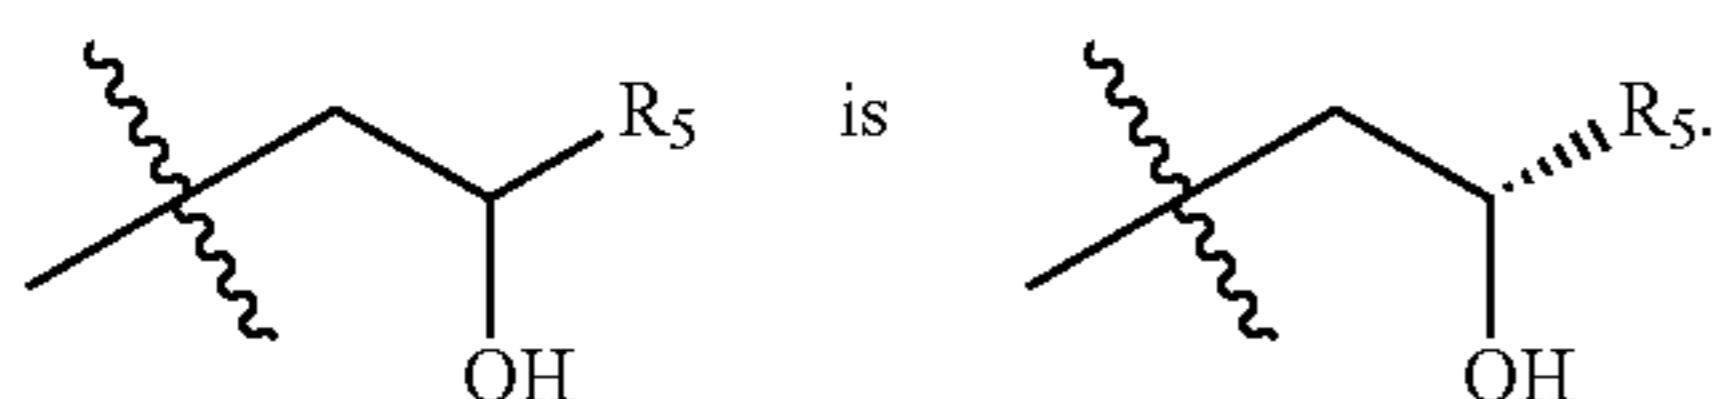 R₅ is R₅.
OH OH